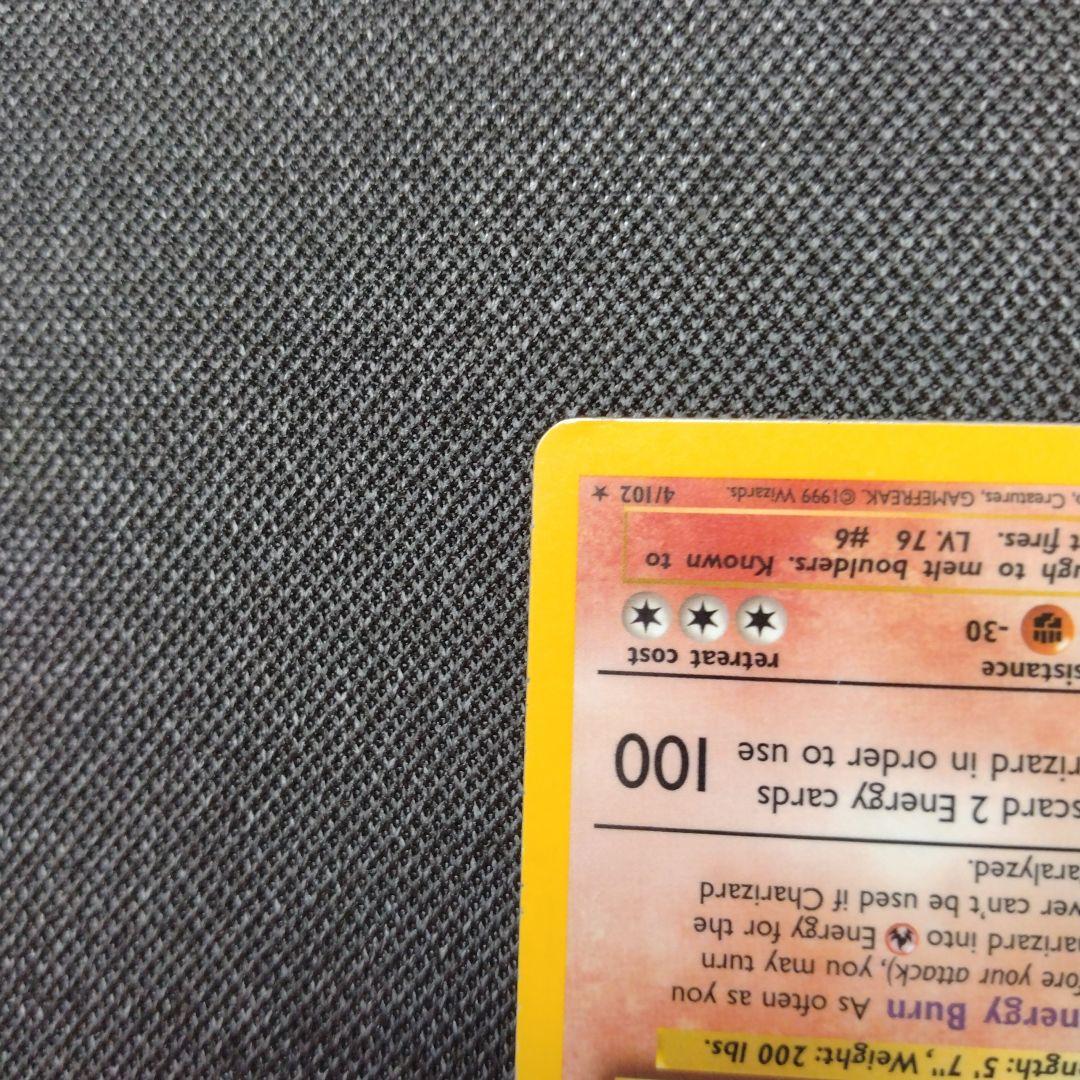 ngth: 5' 7", Weight: 200 lbs.
nergy Burn As often as you
fore your attack), you may turn
arizard into Energy for the
wer can't be used if Charizard
aralyzed.
scard 2 Energy cards
rizard in order to use 100
sistance retreat cost
-30
ugh to melt boulders. Known to
t fires. LV. 76 #6
, Creatures, GAMEFREAK. ©1999 Wizards. 4/102 ★